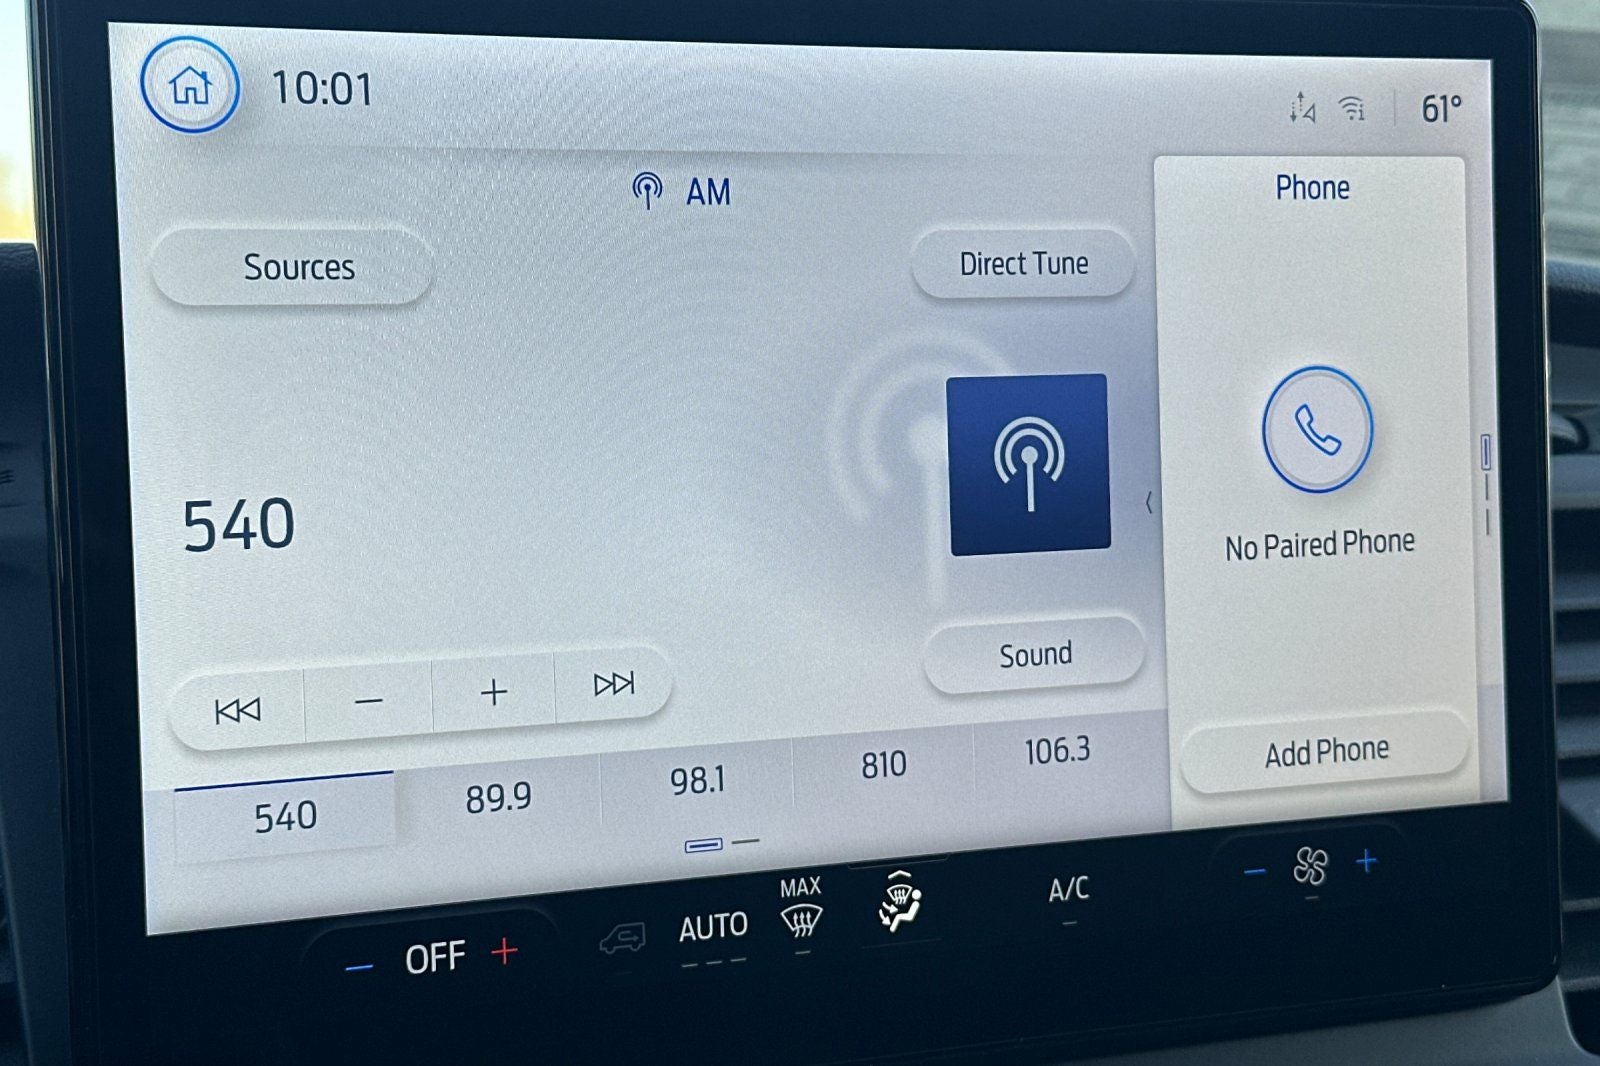 10:01
61°
AM
Phone
Sources
Direct Tune
540
No Paired Phone
Sound
Add Phone
540 89.9 98.1 810 106.3
MAX
OFF AUTO A/C